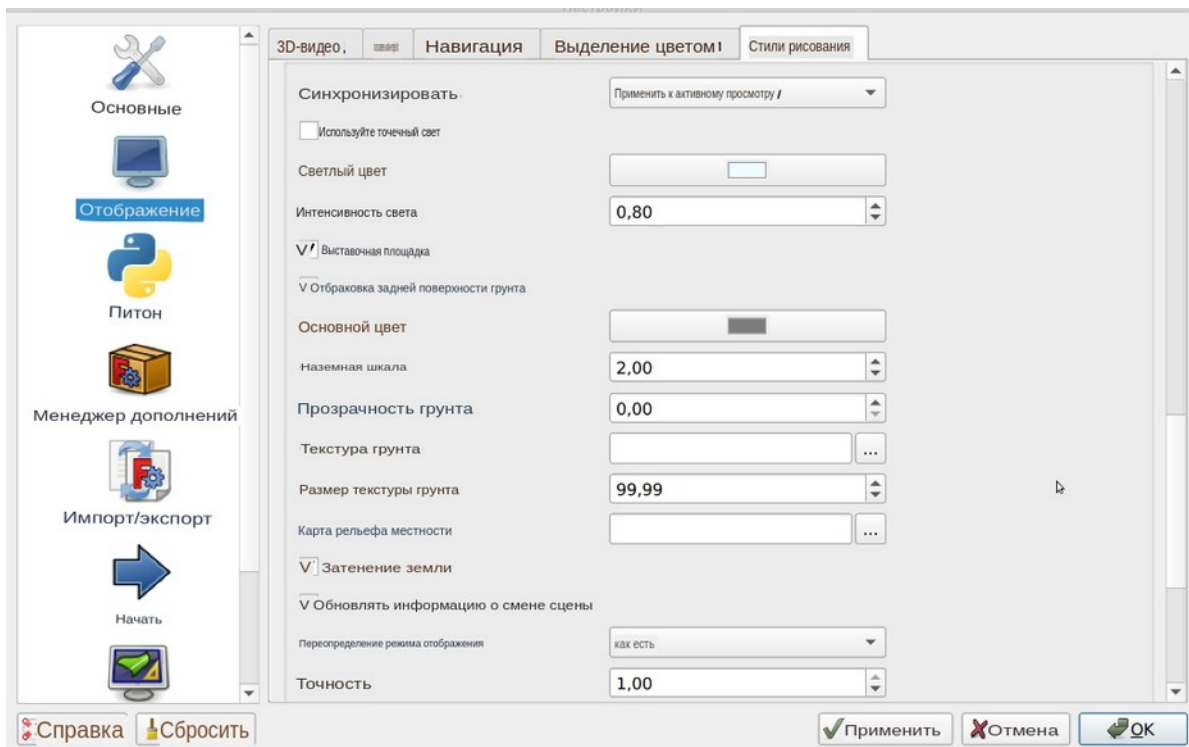 Настройки
3D-видео,
Навигация
Выделение цветом
Стили рисования
Основные
Отображение
Питон
Менеджер дополнений
Импорт/экспорт
Начать
Синхронизировать
Применить к активному просмотру /
Используйте точечный свет
Светлый цвет
Интенсивность света
0,80
V Выставочная площадка
V Отбраковка задней поверхности грунта
Основной цвет
Наземная шкала
2,00
Прозрачность грунта
0,00
Текстура грунта
...
Размер текстуры грунта
99,99
Карта рельефа местности
...
V Затенение земли
V Обновлять информацию о смене сцены
Переопределение режима отображения
как есть
Точность
1,00
Справка
Сбросить
Применить
Отмена
OK